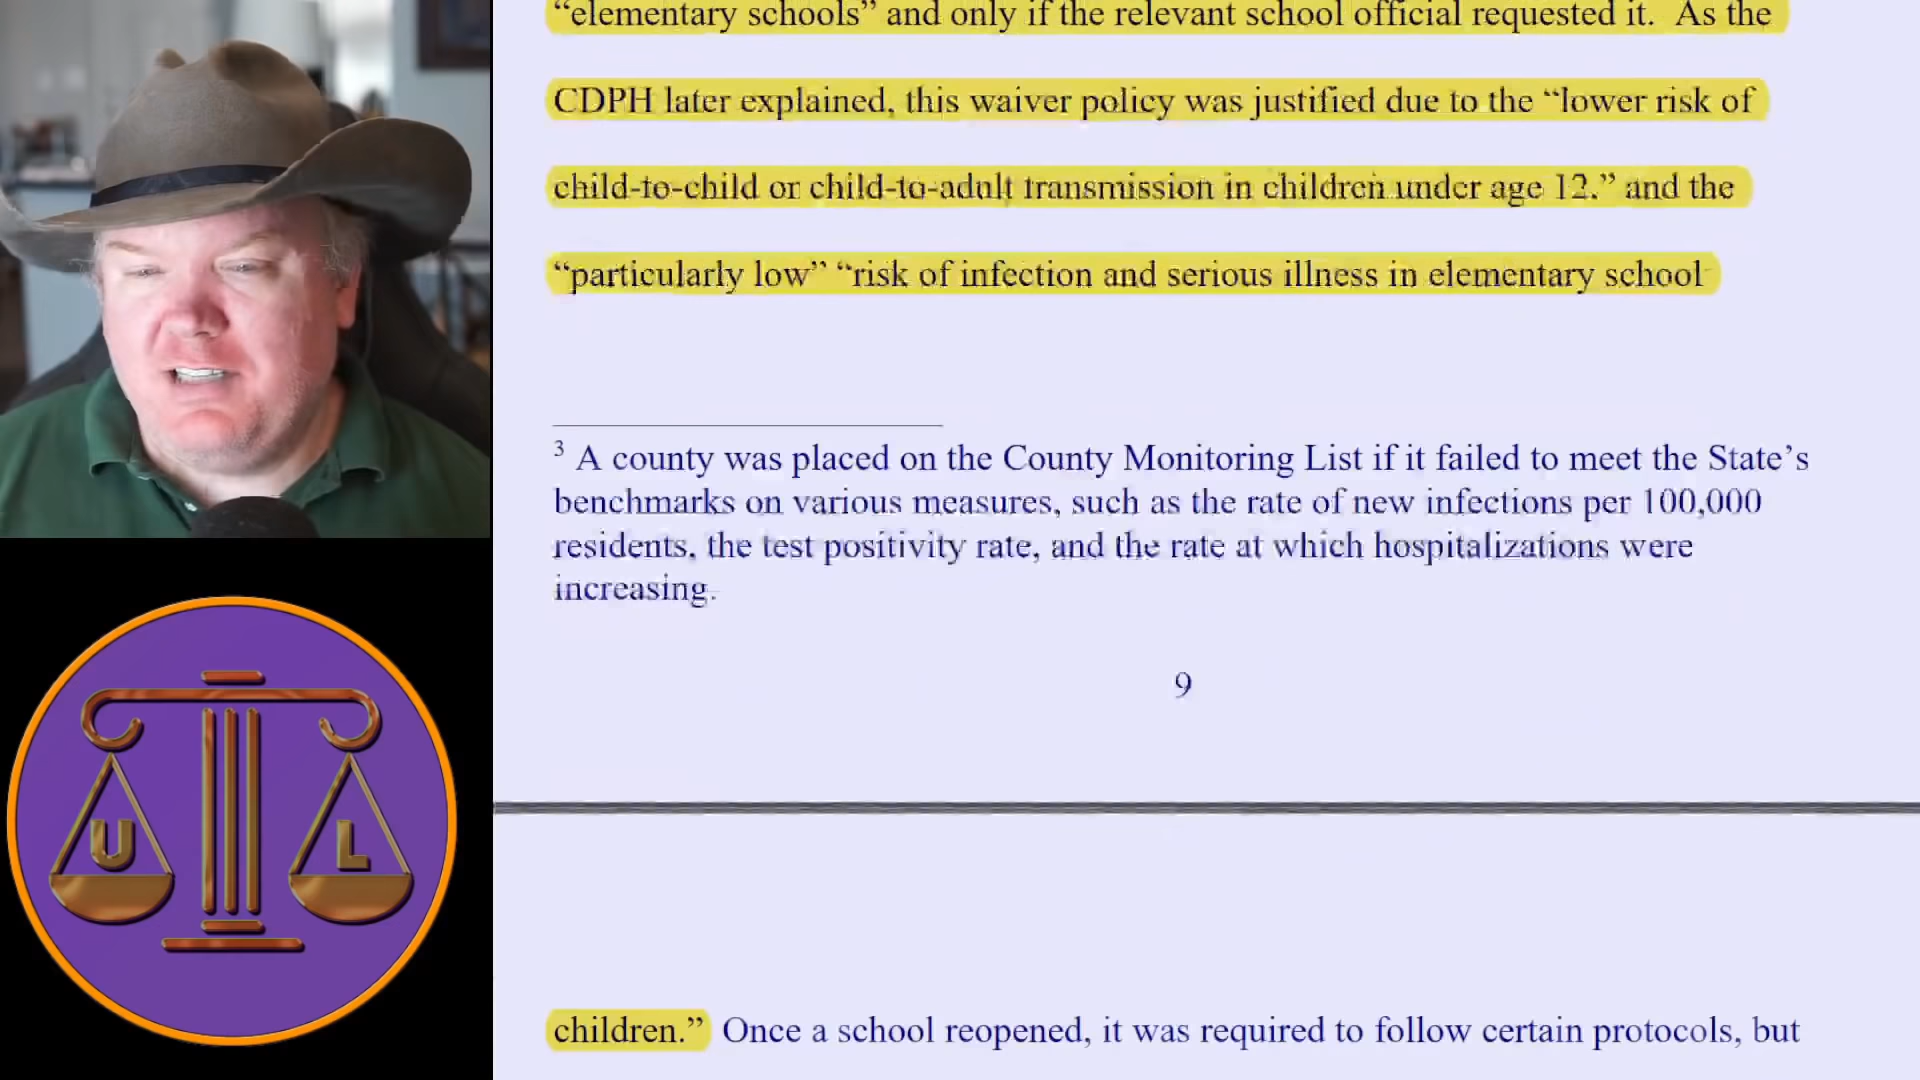 “elementary schools” and only if the relevant school official requested it. As the
CDPH later explained, this waiver policy was justified due to the “lower risk of
child-to-child or child-to-adult transmission in children under age 12.” and the
“particularly low” “risk of infection and serious illness in elementary school
3 A county was placed on the County Monitoring List if it failed to meet the State’s
benchmarks on various measures, such as the rate of new infections per 100,000
residents, the test positivity rate, and the rate at which hospitalizations were
increasing.
9
children.” Once a school reopened, it was required to follow certain protocols, but
U L